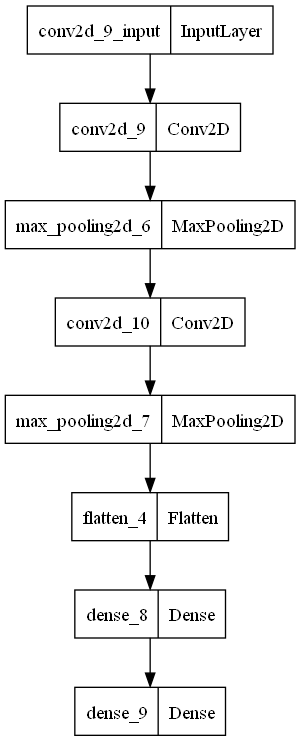 conv2d_9_input InputLayer
conv2d_9 Conv2D
max_pooling2d_6 MaxPooling2D
conv2d_10 Conv2D
max_pooling2d_7 MaxPooling2D
flatten_4 Flatten
dense_8 Dense
dense_9 Dense